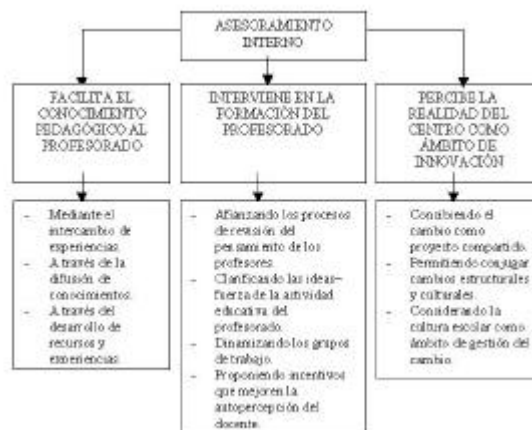 ASESORAMIENTO
INTERNO
FACILITA EL
CONOCIMIENTO
PEDAGÓGICO AL
PROFESORADO
INTERVIENE EN LA
FORMACIÓN DEL
PROFESORADO
PERCIBE LA
REALIDAD DEL
CENTRO COMO
ÁMBITO DE
INNOVACIÓN
- Mediante el
intercambio de
experiencias.
- A través de la
difusión de
conocimientos.
- A través del
desarrollo de
recursos y
experiencias
- Afianzando los procesos
de revisión del
pensamiento de los
profesores.
- Clarificando las ideas-
fuerza de la actividad
educativa del
profesorado.
- Dinamizando los grupos
de trabajo.
- Proponiendo incentivos
que mejoren la
autopercepción del
docente.
- Concibiendo el
cambio como
proyecto compartido.
- Permitiendo conjugar
cambios estructurales
y culturales.
- Considerando la
cultura escolar como
ámbito de gestión del
cambio.